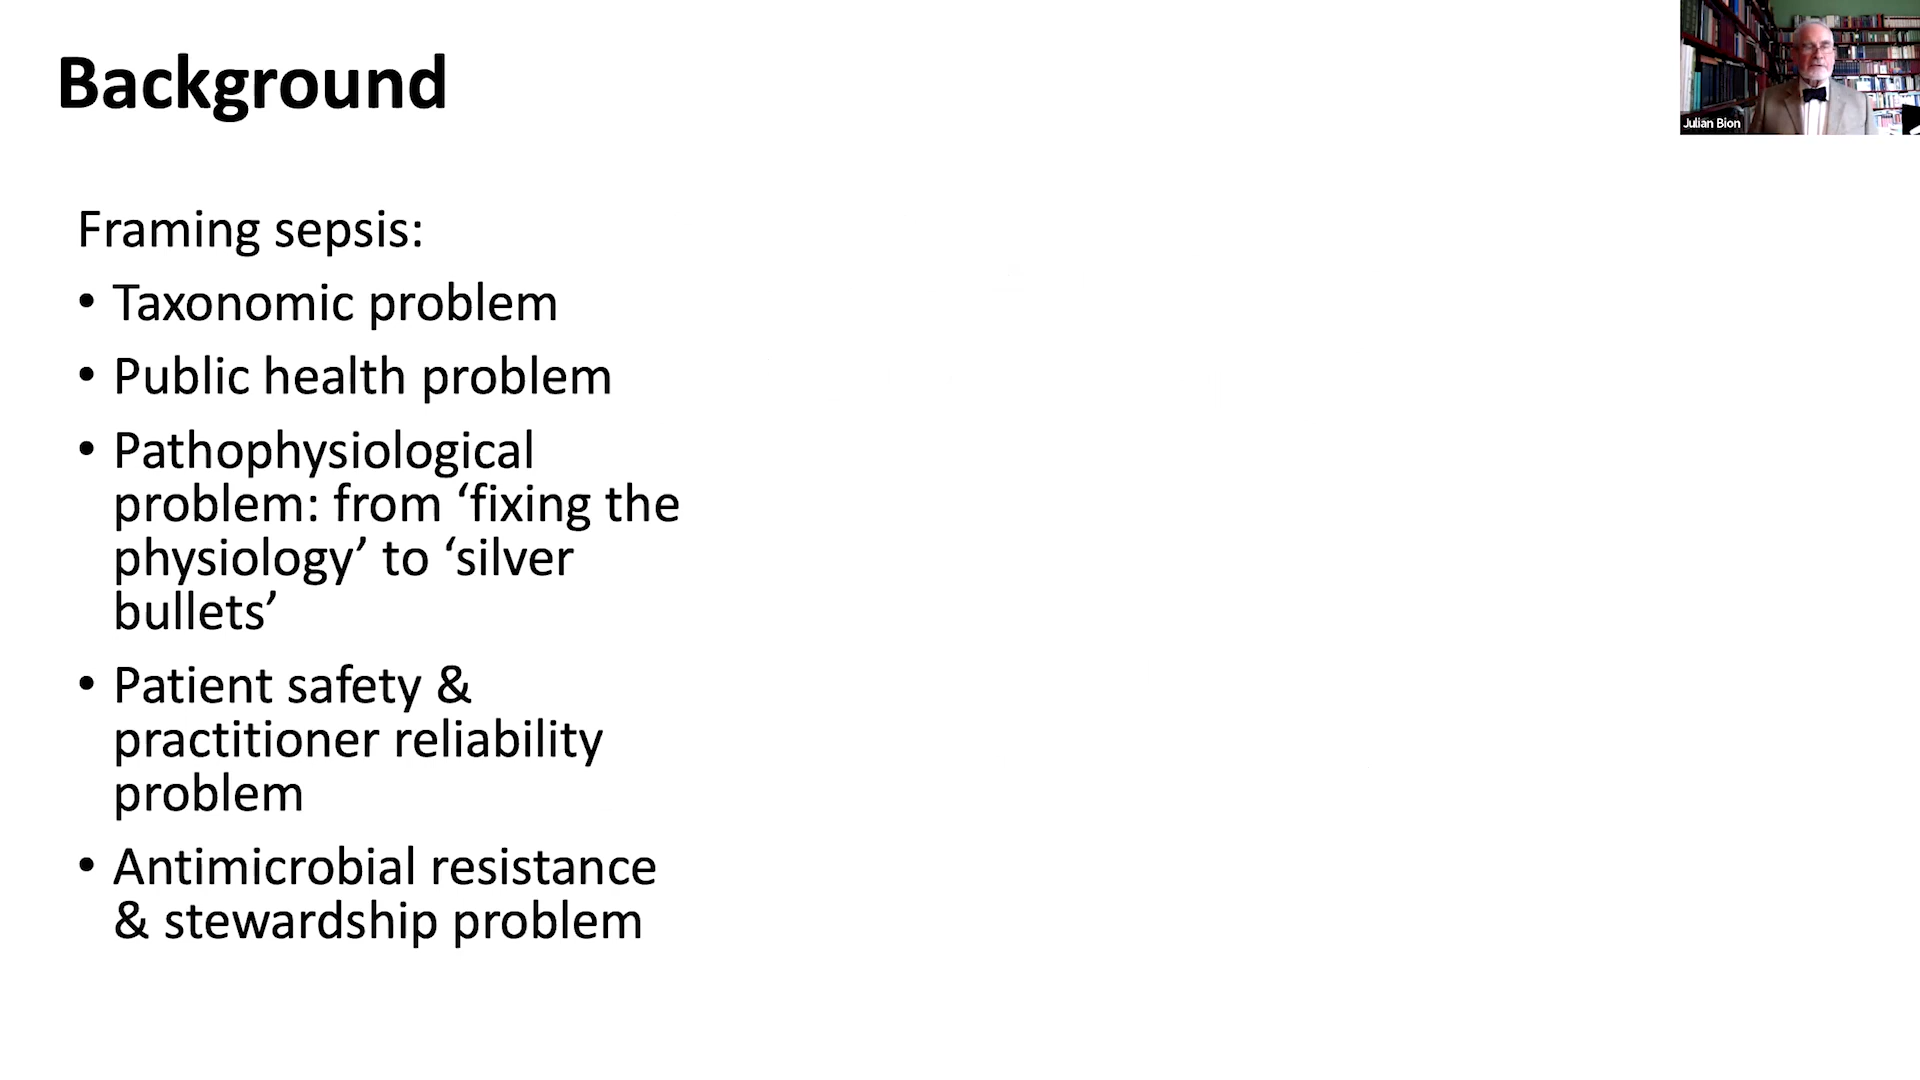 Background
Julian Bion
Framing sepsis:
• Taxonomic problem
• Public health problem
• Pathophysiological
problem: from ‘fixing the
physiology’ to ‘silver
bullets’
• Patient safety &
practitioner reliability
problem
• Antimicrobial resistance
& stewardship problem